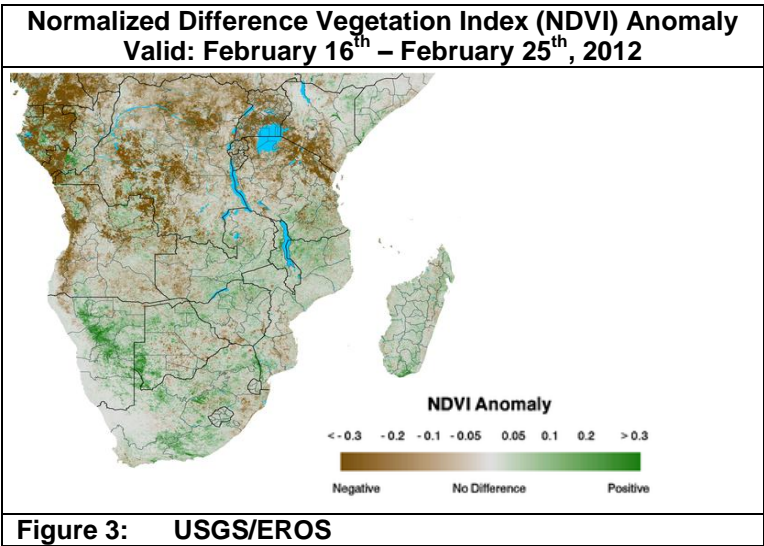 Normalized Difference Vegetation Index (NDVI) Anomaly
Valid: February 16th – February 25th, 2012
NDVI Anomaly
< - 0.3 - 0.2 - 0.1 - 0.05 0.05 0.1 0.2 > 0.3
Negative No Difference Positive
Figure 3: USGS/EROS